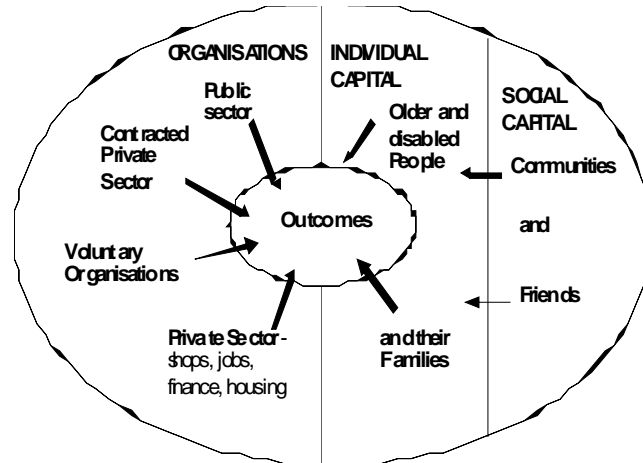 ORGANISATIONS
Public
sector
Contracted
Private
Sector
Voluntary
Organisations
Private Sector-
shops, jobs,
finance, housing
Outcomes
INDIVIDUAL
CAPITAL
Older and
disabled
People
and their
Families
SOCIAL
CAPITAL
Communities
and
Friends